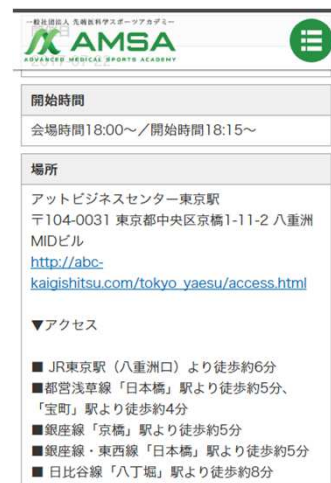 一般社団法人 先端医科学スポーツアカデミー
AMSA
ADVANCED MEDICAL SPORTS ACADEMY
開始時間
会場時間18:00～／開始時間18:15～
場所
アットビジネスセンター東京駅
〒104-0031 東京都中央区京橋1-11-2 八重洲
MIDビル
http://abc-
kaigishitsu.com/tokyo_yaesu/access.html
▼アクセス
■ JR東京駅（八重洲口）より徒歩約6分
■都営浅草線「日本橋」駅より徒歩約5分、
「宝町」駅より徒歩約4分
■銀座線「京橋」駅より徒歩約5分
■銀座線・東西線「日本橋」駅より徒歩約5分
■ 日比谷線「八丁堀」駅より徒歩約8分